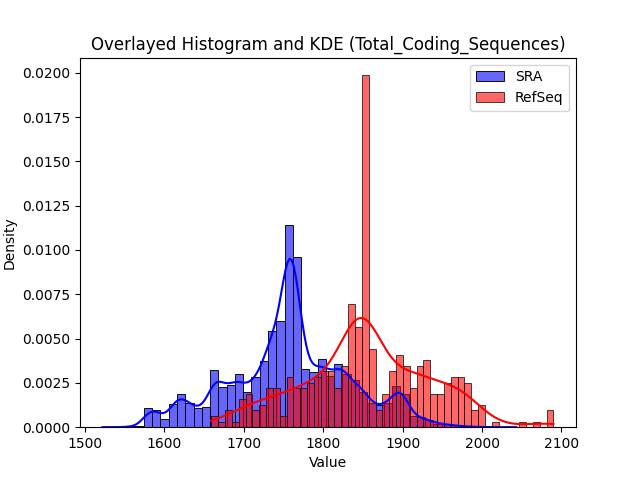 Overlayed Histogram and KDE (Total_Coding_Sequences)
SRA
RefSeq
0.0200
0.0175
0.0150
0.0125
0.0100
0.0075
0.0050
0.0025
0.0000
Density
1500 1600 1700 1800 1900 2000 2100
Value